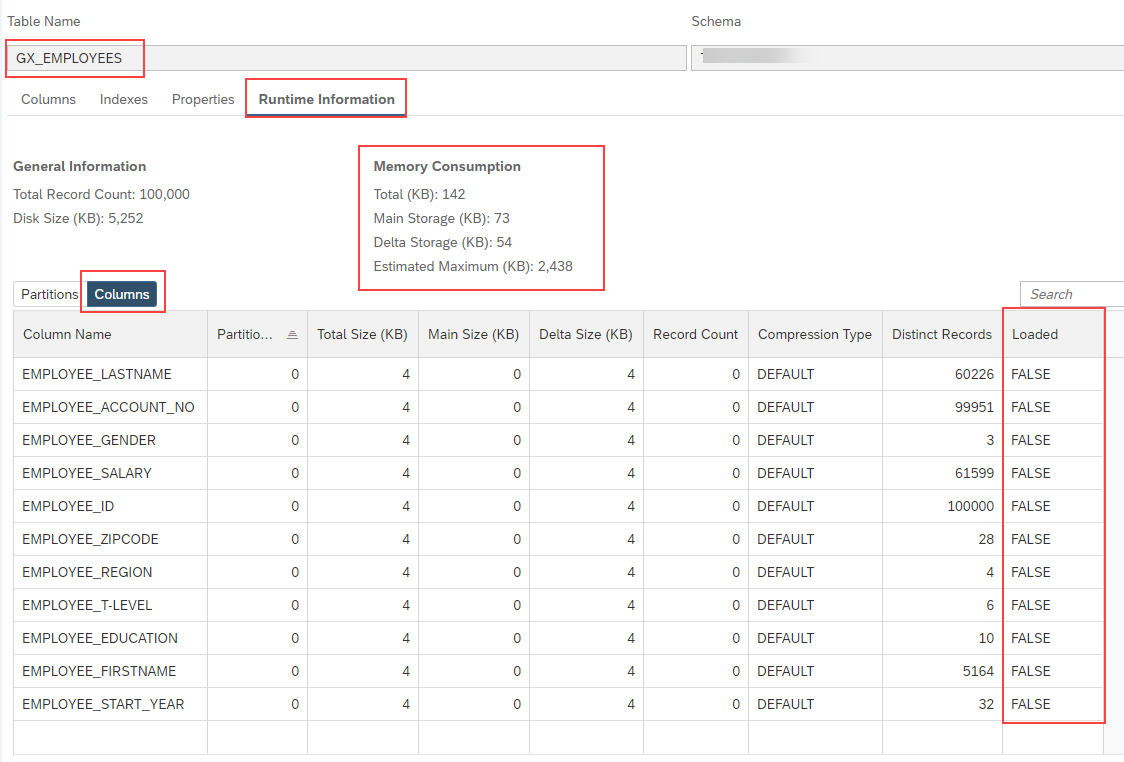 Table Name Schema
GX_EMPLOYEES
Columns Indexes Properties Runtime Information
General Information Memory Consumption
Total Record Count: 100,000 Total (KB): 142
Disk Size (KB): 5,252 Main Storage (KB): 73
Delta Storage (KB): 54
Estimated Maximum (KB): 2,438
Partitions Columns Search
Column Name Partitio... Total Size (KB) Main Size (KB) Delta Size (KB) Record Count Compression Type Distinct Records Loaded
EMPLOYEE_LASTNAME 0 4 0 4 0 DEFAULT 60226 FALSE
EMPLOYEE_ACCOUNT_NO 0 4 0 4 0 DEFAULT 99951 FALSE
EMPLOYEE_GENDER 0 4 0 4 0 DEFAULT 3 FALSE
EMPLOYEE_SALARY 0 4 0 4 0 DEFAULT 61599 FALSE
EMPLOYEE_ID 0 4 0 4 0 DEFAULT 100000 FALSE
EMPLOYEE_ZIPCODE 0 4 0 4 0 DEFAULT 28 FALSE
EMPLOYEE_REGION 0 4 0 4 0 DEFAULT 4 FALSE
EMPLOYEE_T-LEVEL 0 4 0 4 0 DEFAULT 6 FALSE
EMPLOYEE_EDUCATION 0 4 0 4 0 DEFAULT 10 FALSE
EMPLOYEE_FIRSTNAME 0 4 0 4 0 DEFAULT 5164 FALSE
EMPLOYEE_START_YEAR 0 4 0 4 0 DEFAULT 32 FALSE